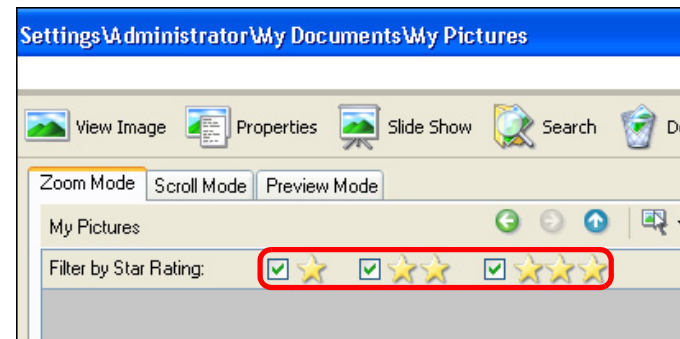 Settings\Administrator\My Documents\My Pictures
View Image Properties Slide Show Search
Zoom Mode Scroll Mode Preview Mode
My Pictures
Filter by Star Rating: